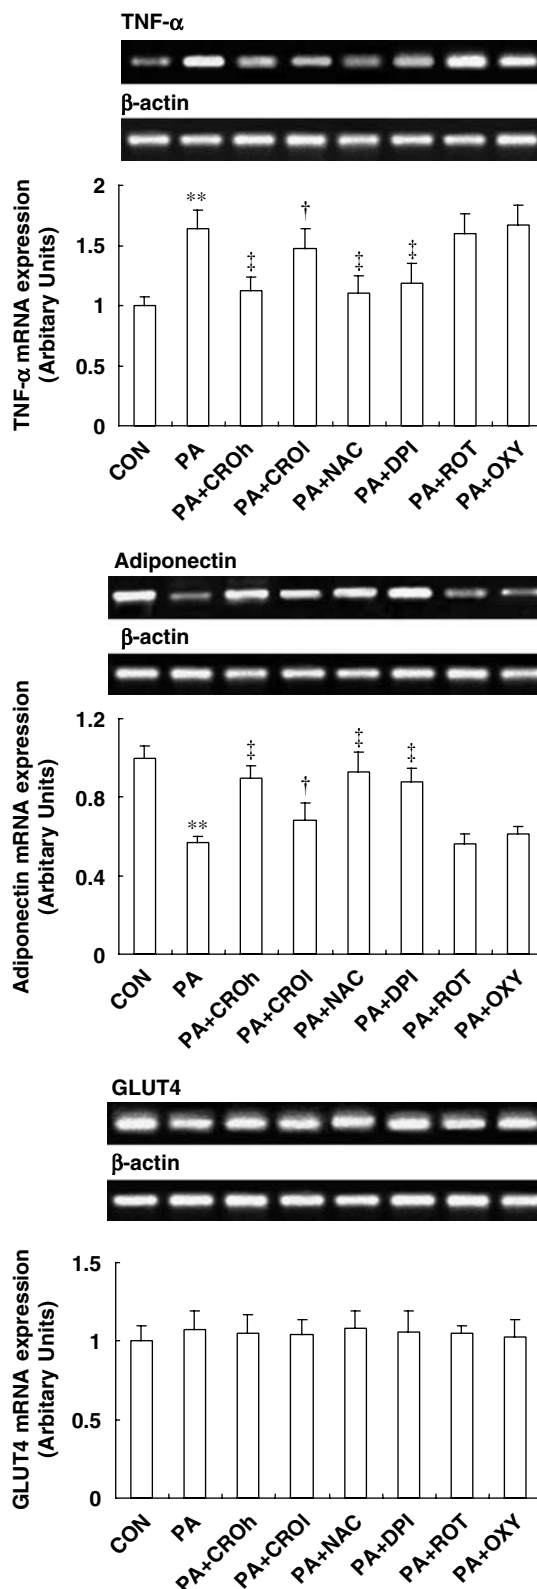 TNF-α
β-actin
TNF-α mRNA expression
(Arbitary Units)
2
1.5
1
0.5
0
**
‡
†
‡
‡
CON
PA
PA+CROh
PA+CROl
PA+NAC
PA+DPI
PA+ROT
PA+OXY
Adiponectin
β-actin
Adiponectin mRNA expression
(Arbitary Units)
1.2
0.8
0.4
0
**
‡
†
‡
‡
CON
PA
PA+CROh
PA+CROl
PA+NAC
PA+DPI
PA+ROT
PA+OXY
GLUT4
β-actin
GLUT4 mRNA expression
(Arbitary Units)
1.5
1
0.5
0
CON
PA
PA+CROh
PA+CROl
PA+NAC
PA+DPI
PA+ROT
PA+OXY